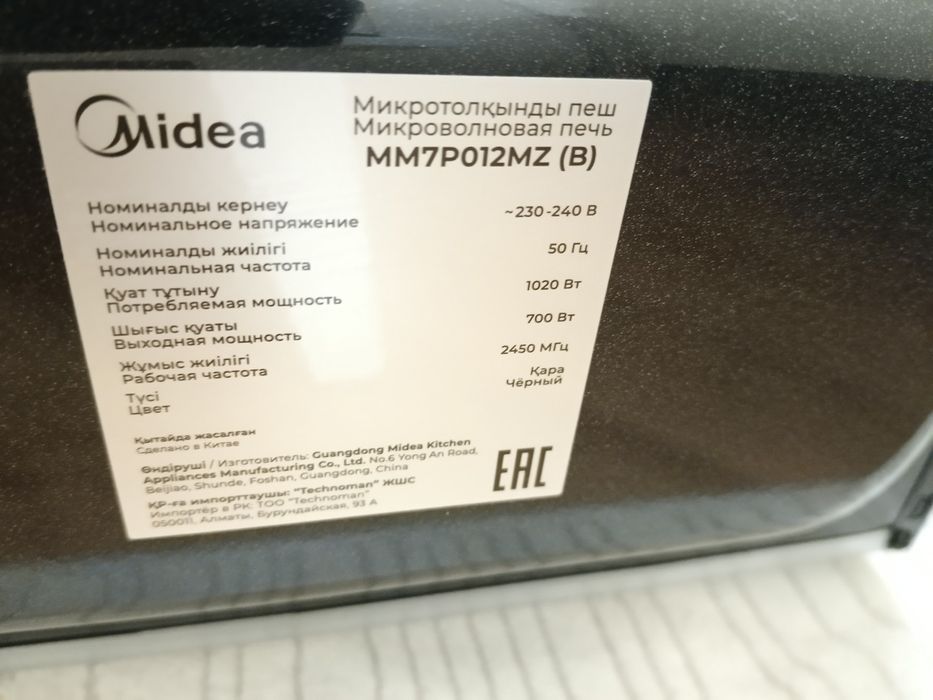 Midea
Микротолқынды пеш
Микроволновая печь
MM7P012MZ (B)
Номиналды кернеу
Номинальное напряжение
~230-240 В
Номиналды жиілігі
Номинальная частота
50 Гц
Қуат тұтыну
Потребляемая мощность
1020 Вт
Шығыс қуаты
Выходная мощность
700 Вт
Жұмыс жиілігі
Рабочая частота
2450 МГц
Түсі
Цвет
Қара
Чёрный
Қытайда жасалған
Сделано в Китае
Өндіруші / Изготовитель: Guangdong Midea Kitchen
Appliances Manufacturing Co., Ltd. No.6 Yong An Road,
Beijiao, Shunde, Foshan, Guangdong, China
ҚР-ға импорттаушы: "Technoman" ЖШС
Импортёр в РК: ТОО "Technoman"
050011, Алматы, Бурундайская, 93 А
EAC